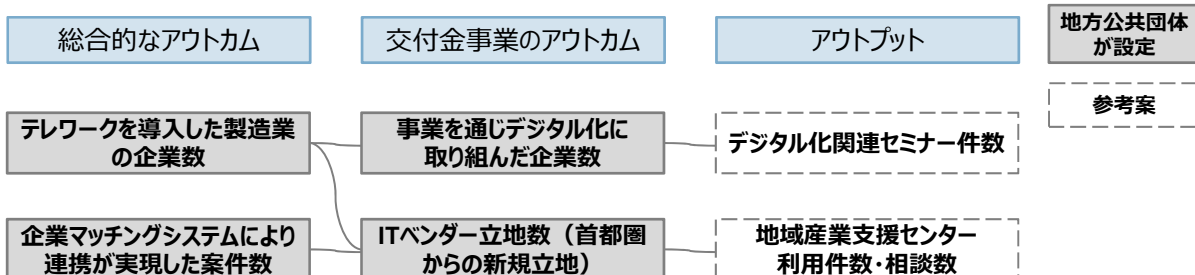 総合的なアウトカム
交付金事業のアウトカム
アウトプット
地方公共団体
が設定
参考案
テレワークを導入した製造業
の企業数
事業を通じデジタル化に
取り組んだ企業数
デジタル化関連セミナー件数
企業マッチングシステムにより
連携が実現した案件数
ITベンダー立地数（首都圏
からの新規立地）
地域産業支援センター
利用件数・相談数